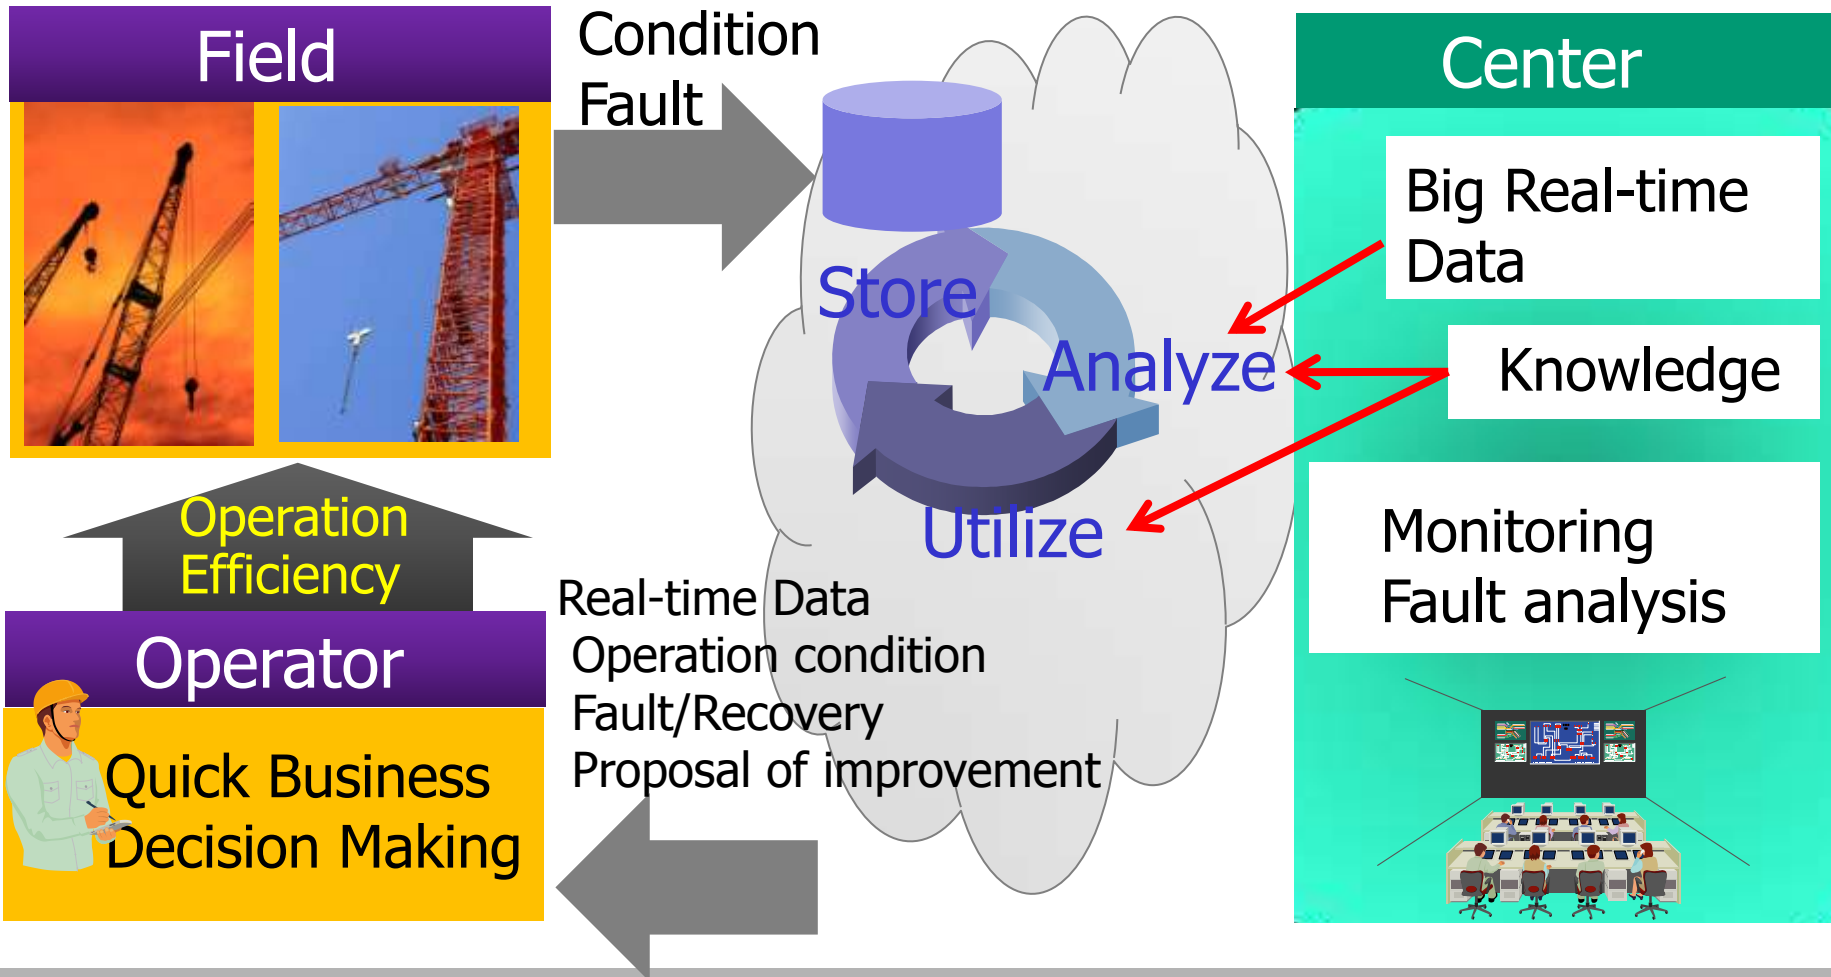 Field
Condition
Fault
Center
Store
Analyze
Utilize
Big Real-time
Data
Knowledge
Monitoring
Fault analysis
Operation
Efficiency
Operator
Quick Business
Decision Making
Real-time Data
Operation condition
Fault/Recovery
Proposal of improvement